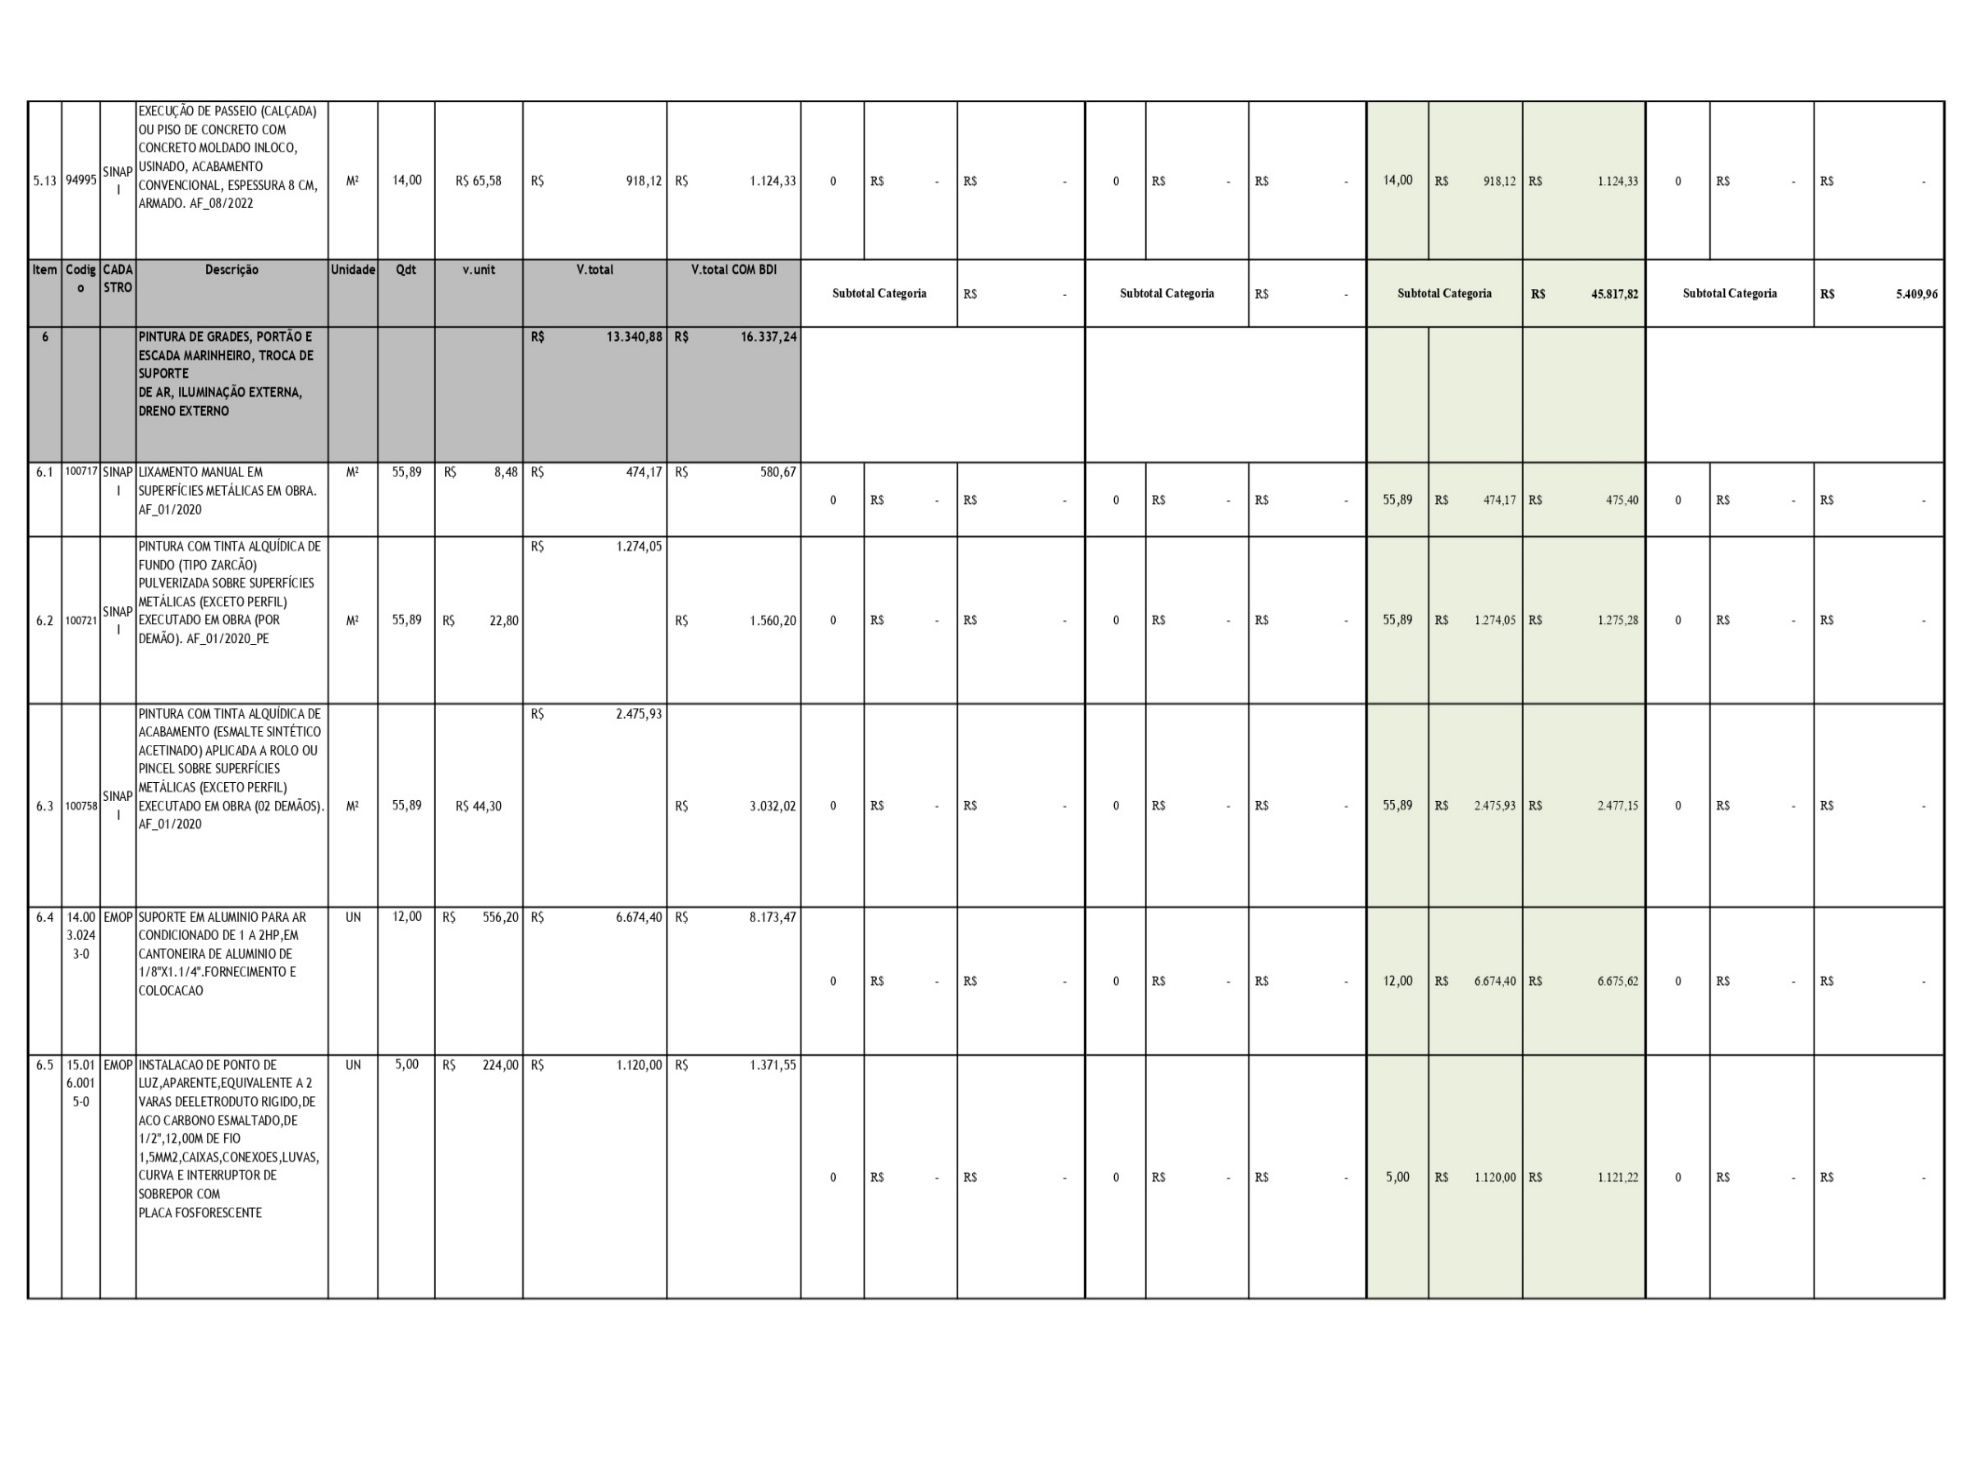 EXECUÇÃO DE PASSEIO (CALÇADA)
OU PISO DE CONCRETO COM
CONCRETO MOLDADO INLOCO,
USINADO, ACABAMENTO
CONVENCIONAL, ESPESSURA 8 CM,
ARMADO. AF_08/2022
5.13 94995 SINAP
I
M² 14,00 R$ 65,58 R$ 918,12 R$ 1.124,33 0 R$ - R$ - 0 R$ - R$ - 14,00 R$ 918,12 R$ 1.124,33 0 R$ - R$ -
Item Codig CADA Descrição Unidade Qdt v.unit V.total V.total COM BDI
o STRO
Subtotal Categoria R$ - Subtotal Categoria R$ - Subtotal Categoria R$ 45.817,82 Subtotal Categoria R$ 5.409,96
6 PINTURA DE GRADES, PORTÃO E R$ 13.340,88 R$ 16.337,24
ESCADA MARINHEIRO, TROCA DE
SUPORTE
DE AR, ILUMINAÇÃO EXTERNA,
DRENO EXTERNO
6.1 100717 SINAP LIXAMENTO MANUAL EM M² 55,89 R$ 8,48 R$ 474,17 R$ 580,67
I SUPERFÍCIES METÁLICAS EM OBRA.
AF_01/2020
0 R$ - R$ - 0 R$ - R$ - 55,89 R$ 474,17 R$ 475,40 0 R$ - R$ -
PINTURA COM TINTA ALQUÍDICA DE R$ 1.274,05
FUNDO (TIPO ZARCÃO)
PULVERIZADA SOBRE SUPERFÍCIES
METÁLICAS (EXCETO PERFIL)
EXECUTADO EM OBRA (POR
DEMÃO). AF_01/2020_PE
6.2 100721 SINAP
I
M² 55,89 R$ 22,80 R$ 1.560,20 0 R$ - R$ - 0 R$ - R$ - 55,89 R$ 1.274,05 R$ 1.275,28 0 R$ - R$ -
PINTURA COM TINTA ALQUÍDICA DE R$ 2.475,93
ACABAMENTO (ESMALTE SINTÉTICO
ACETINADO) APLICADA A ROLO OU
PINCEL SOBRE SUPERFÍCIES
METÁLICAS (EXCETO PERFIL)
EXECUTADO EM OBRA (02 DEMÃOS).
AF_01/2020
6.3 100758 SINAP
I
M² 55,89 R$ 44,30 R$ 3.032,02 0 R$ - R$ - 0 R$ - R$ - 55,89 R$ 2.475,93 R$ 2.477,15 0 R$ - R$ -
6.4 14.00 EMOP SUPORTE EM ALUMINIO PARA AR UN 12,00 R$ 556,20 R$ 6.674,40 R$ 8.173,47
3.024 CONDICIONADO DE 1 A 2HP,EM
3-0 CANTONEIRA DE ALUMINIO DE
1/8"X1.1/4".FORNECIMENTO E
COLOCACAO
0 R$ - R$ - 0 R$ - R$ - 12,00 R$ 6.674,40 R$ 6.675,62 0 R$ - R$ -
6.5 15.01 EMOP INSTALACAO DE PONTO DE UN 5,00 R$ 224,00 R$ 1.120,00 R$ 1.371,55
6.001 LUZ,APARENTE,EQUIVALENTE A 2
5-0 VARAS DEELETRODUTO RIGIDO,DE
ACO CARBONO ESMALTADO,DE
1/2",12,00M DE FIO
1,5MM2,CAIXAS,CONEXOES,LUVAS,
CURVA E INTERRUPTOR DE
SOBREPOR COM
PLACA FOSFORESCENTE
0 R$ - R$ - 0 R$ - R$ - 5,00 R$ 1.120,00 R$ 1.121,22 0 R$ - R$ -